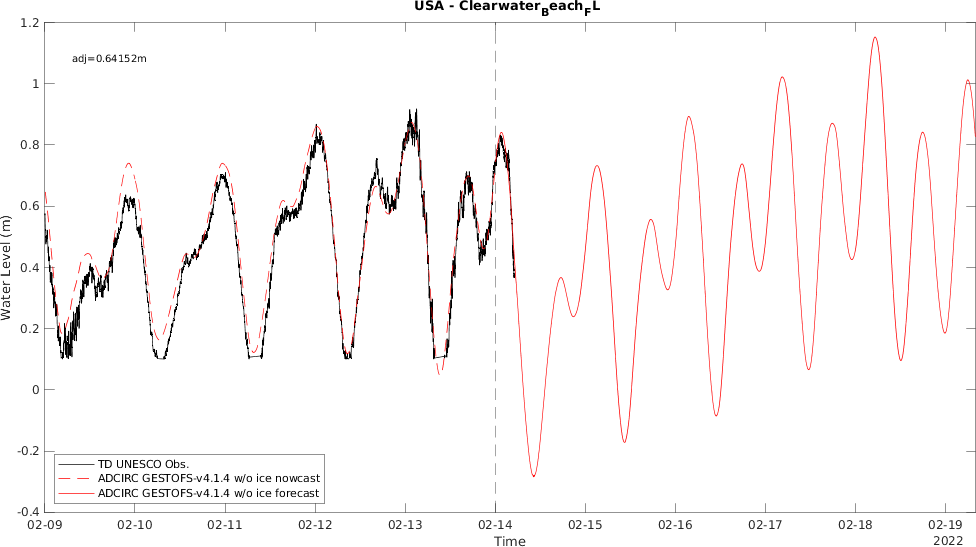 USA - Clearwater_Beach_FL
adj=0.64152m
1.2
1
0.8
0.6
0.4
0.2
0
-0.2
-0.4
Water Level (m)
TD UNESCO Obs.
ADCIRC GESTOFS-v4.1.4 w/o ice nowcast
ADCIRC GESTOFS-v4.1.4 w/o ice forecast
02-09 02-10 02-11 02-12 02-13 02-14 02-15 02-16 02-17 02-18 02-19
Time 2022